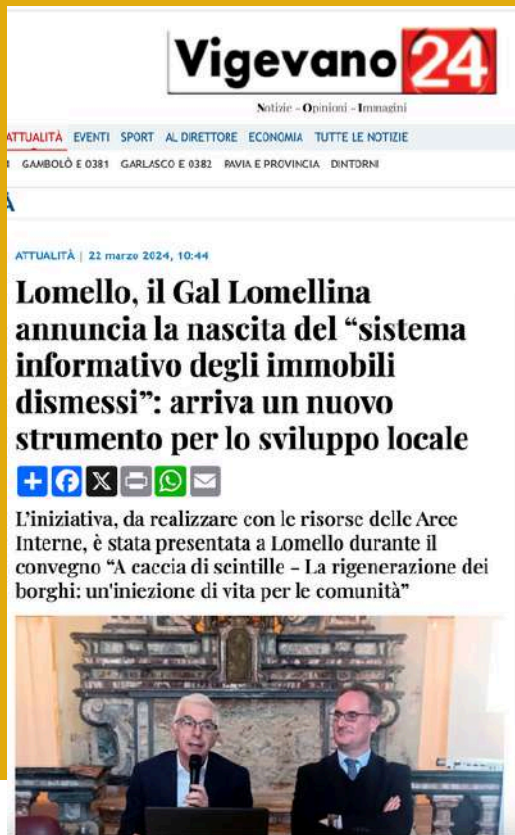 Vigevano 24
Notizie - Opinioni - Immagini
ATTUALITÀ EVENTI SPORT AL DIRETTORE ECONOMIA TUTTE LE NOTIZIE
GAMBOLÒ E 0381 GARLASCO E 0382 PAVIA E PROVINCIA DINTORNI
À
ATTUALITÀ | 22 marzo 2024, 10:44
Lomello, il Gal Lomellina
annuncia la nascita del “sistema
informativo degli immobili
dismessi”: arriva un nuovo
strumento per lo sviluppo locale
L’iniziativa, da realizzare con le risorse delle Aree
Interne, è stata presentata a Lomello durante il
convegno “A caccia di scintille – La rigenerazione dei
borghi: un'iniezione di vita per le comunità”